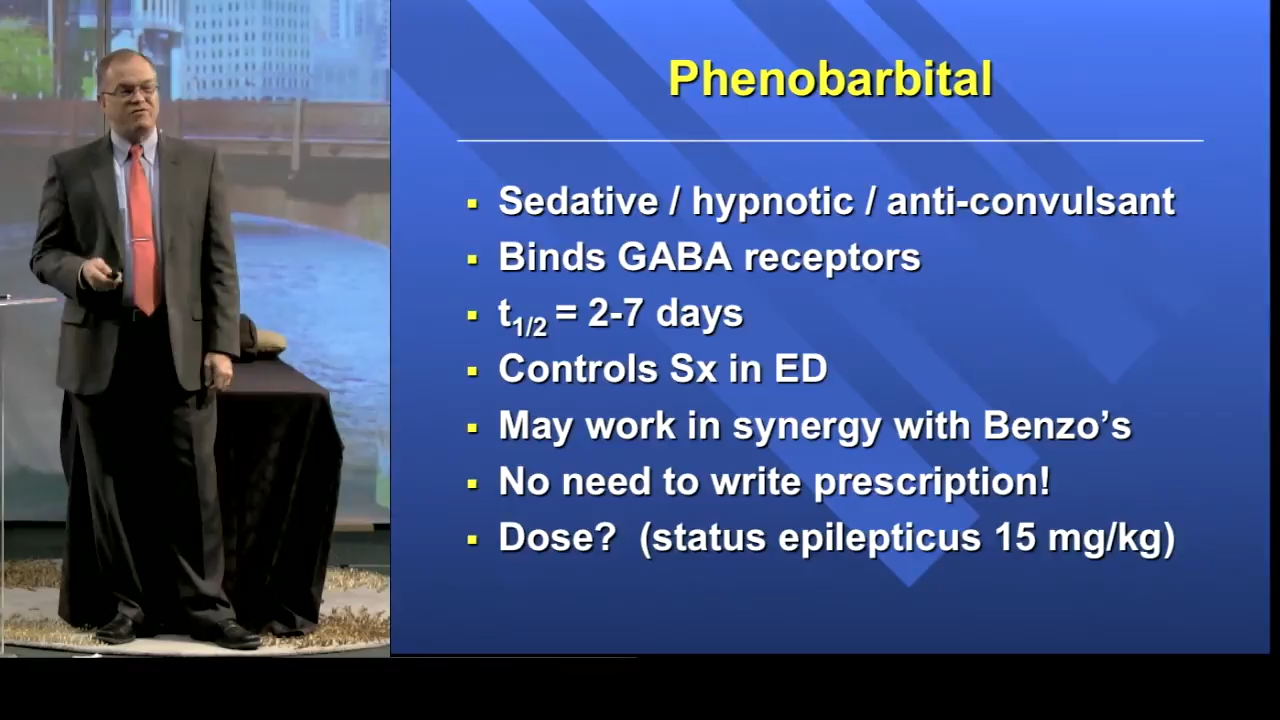 Phenobarbital
▪ Sedative / hypnotic / anti-convulsant
▪ Binds GABA receptors
▪ t1/2 = 2-7 days
▪ Controls Sx in ED
▪ May work in synergy with Benzo’s
▪ No need to write prescription!
▪ Dose?  (status epilepticus 15 mg/kg)